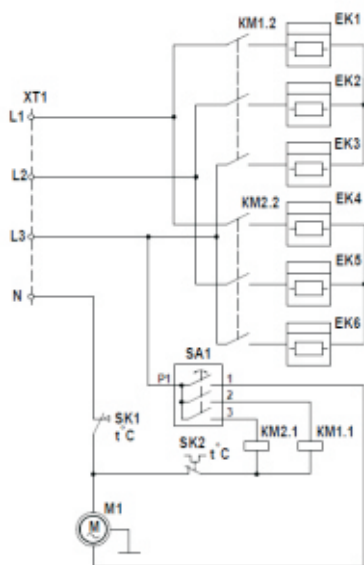 KM1.2
EK1
XT1
EK2
L1
EK3
L2
KM2.2
EK4
L3
EK5
N
EK6
SA1
P1
1
2
3
SK1
t°C
SK2
t°C
KM2.1
KM1.1
M1
M